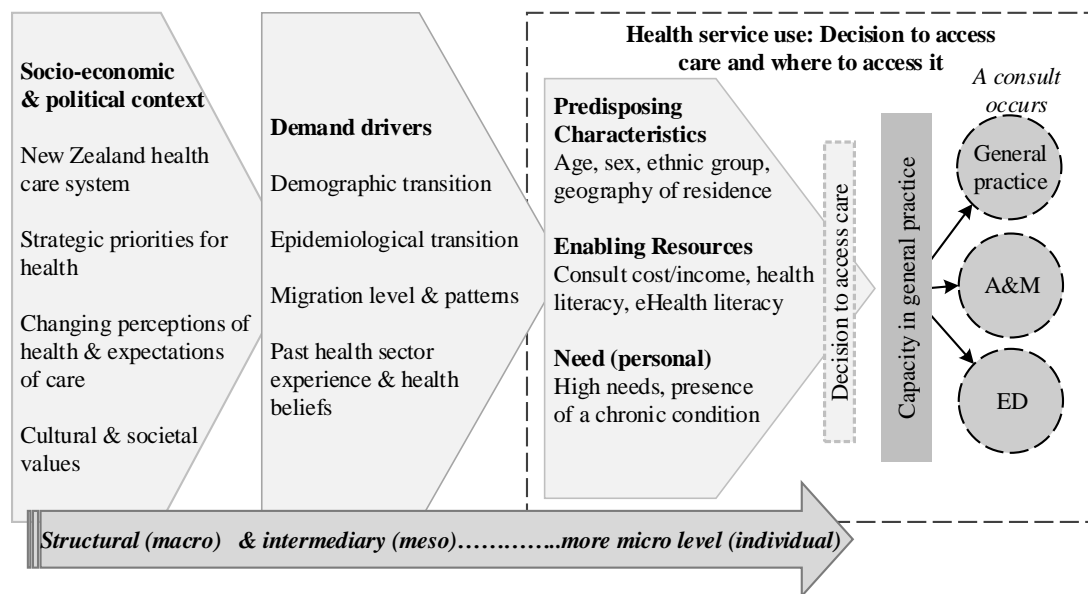 Socio-economic
& political context
New Zealand health
care system
Strategic priorities for
health
Changing perceptions of
health & expectations
of care
Cultural & societal
values
Demand drivers
Demographic transition
Epidemiological transition
Migration level & patterns
Past health sector
experience & health
beliefs
Health service use: Decision to access
care and where to access it
Predisposing
Characteristics
Age, sex, ethnic group,
geography of residence
Enabling Resources
Consult cost/income, health
literacy, eHealth literacy
Need (personal)
High needs, presence
of a chronic condition
Decision to access care
Capacity in general practice
A consult
occurs
General
practice
A&M
ED
Structural (macro) & intermediary (meso)…………..more micro level (individual)